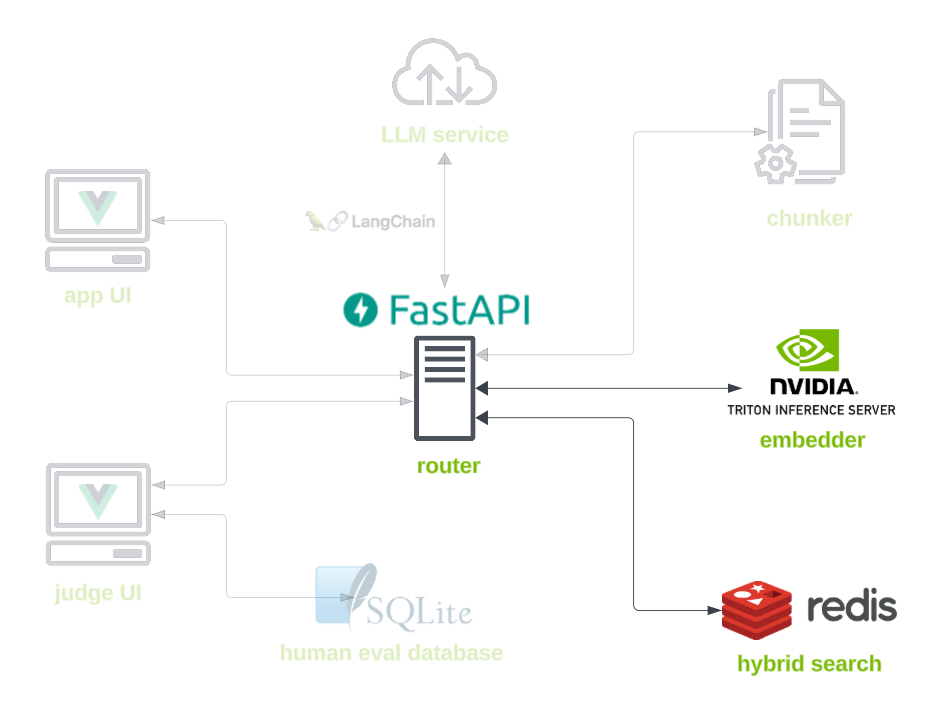 LLM service
chunker
LangChain
app UI
FastAPI
router
NVIDIA.
TRITON INFERENCE SERVER
embedder
judge UI
SQLite
human eval database
redis
hybrid search